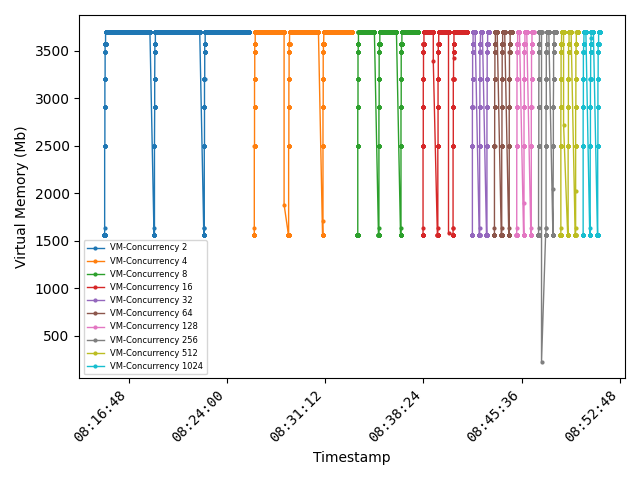 3500
3000
2500
2000
1500
1000
500
Virtual Memory (Mb)
VM-Concurrency 2
VM-Concurrency 4
VM-Concurrency 8
VM-Concurrency 16
VM-Concurrency 32
VM-Concurrency 64
VM-Concurrency 128
VM-Concurrency 256
VM-Concurrency 512
VM-Concurrency 1024
08:16:48
08:24:00
08:31:12
08:38:24
08:45:36
08:52:48
Timestamp